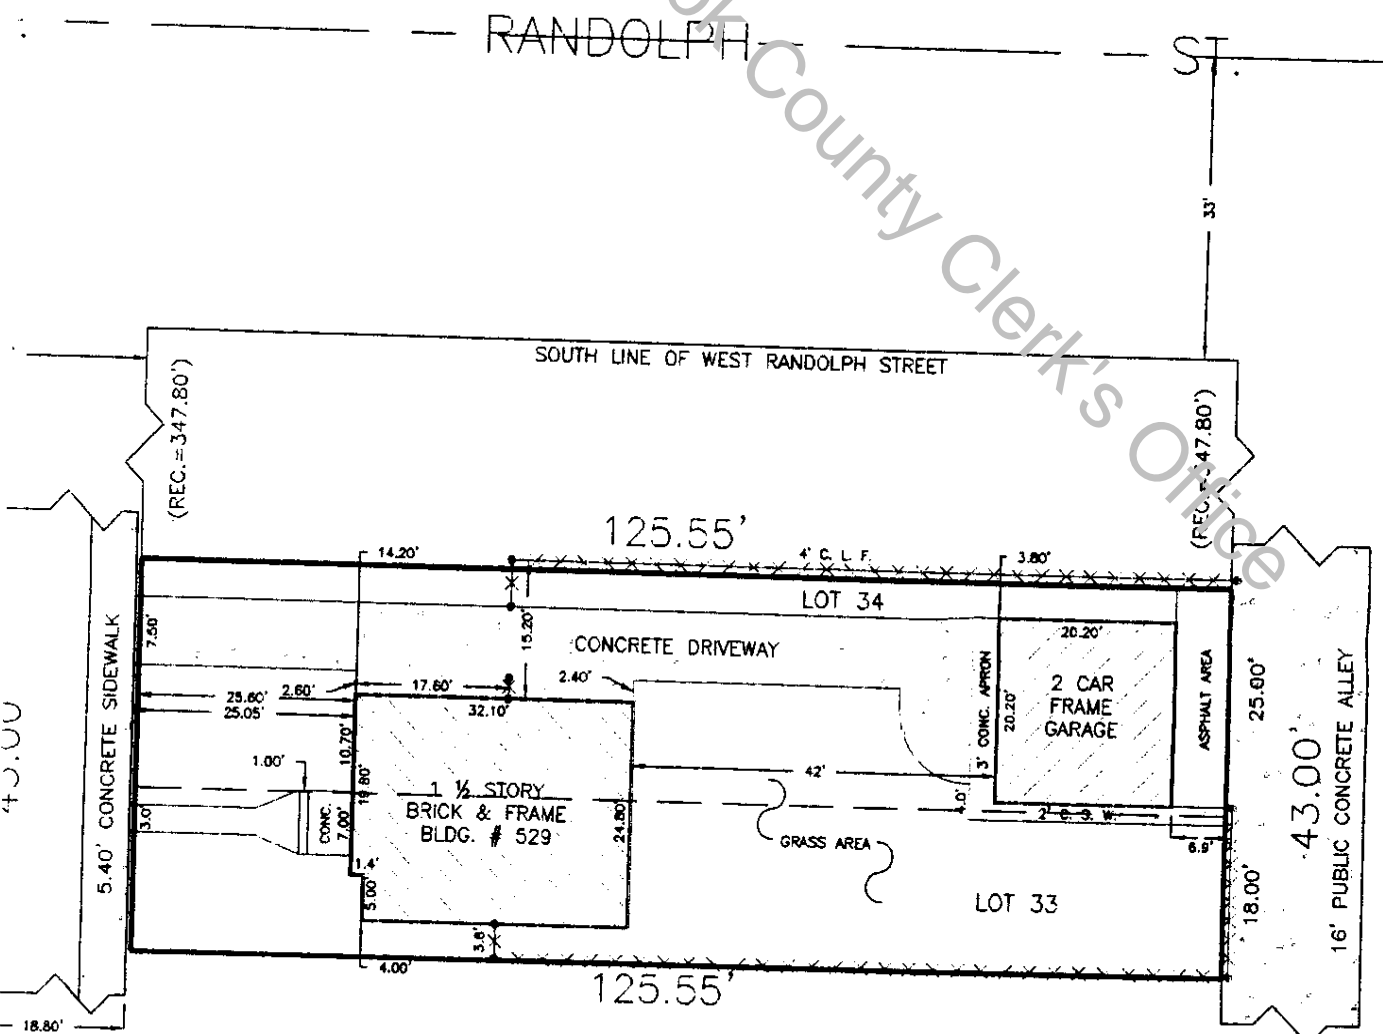 RANDOLPH ST.
ok County Clerk's Office
33'
SOUTH LINE OF WEST RANDOLPH STREET
(REC.=347.80')
(REC.=347.80')
125.55'
14.20'
4' C. L. F.
3.80'
LOT 34
7.50'
15.20'
CONCRETE DRIVEWAY
20.20'
2.40'
2.60'
17.60'
25.60'
25.05'
32.10'
3' CONC. APRON
20.20'
2 CAR
FRAME
GARAGE
ASPHALT AREA
25.00'
5.40' CONCRETE SIDEWALK
10.70'
19.80'
1.00'
42'
43.00'
16' PUBLIC CONCRETE ALLEY
1 ½ STORY
BRICK & FRAME
BLDG. # 529
3.0'
CONC.
7.00'
24.80'
4.0'
2' C. S. W.
GRASS AREA
6.9'
1.4'
5.00'
LOT 33
18.00'
3.8'
4.00'
125.55'
18.80'